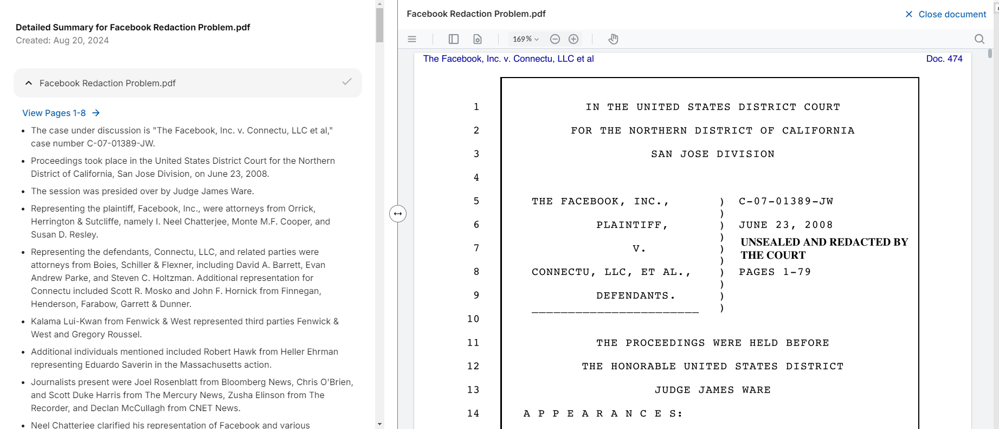 Detailed Summary for Facebook Redaction Problem.pdf
Created: Aug 20, 2024
Facebook Redaction Problem.pdf
View Pages 1-8
The case under discussion is "The Facebook, Inc. v. Connectu, LLC et al,"
case number C-07-01389-JW.
Proceedings took place in the United States District Court for the Northern
District of California, San Jose Division, on June 23, 2008.
The session was presided over by Judge James Ware.
Representing the plaintiff, Facebook, Inc., were attorneys from Orrick,
Herrington & Sutcliffe, namely I. Neel Chatterjee, Monte M.F. Cooper, and
Susan D. Resley.
Representing the defendants, Connectu, LLC, and related parties were
attorneys from Boies, Schiller & Flexner, including David A. Barrett, Evan
Andrew Parke, and Steven C. Holtzman. Additional representation for
Connectu included Scott R. Mosko and John F. Hornick from Finnegan,
Henderson, Farabow, Garrett & Dunner.
Kalama Lui-Kwan from Fenwick & West represented third parties Fenwick &
West and Gregory Roussel.
Additional individuals mentioned included Robert Hawk from Heller Ehrman
representing Eduardo Saverin in the Massachusetts action.
Journalists present were Joel Rosenblatt from Bloomberg News, Chris O'Brien,
and Scott Duke Harris from The Mercury News, Zusha Elinson from The
Recorder, and Declan McCullagh from CNET News.
Neel Chatterjee clarified his representation of Facebook and various
Facebook Redaction Problem.pdf
Close document
169%
The Facebook, Inc. v. Connectu, LLC et al Doc. 474
1 IN THE UNITED STATES DISTRICT COURT
2 FOR THE NORTHERN DISTRICT OF CALIFORNIA
3 SAN JOSE DIVISION
4
5 THE FACEBOOK, INC., ) C-07-01389-JW
)
6 PLAINTIFF, ) JUNE 23, 2008
)
UNSEALED AND REDACTED BY
7 V. )
THE COURT
)
8 CONNECTU, LLC, ET AL., ) PAGES 1-79
)
9 DEFENDANTS. )
_______________________ )
10
11 THE PROCEEDINGS WERE HELD BEFORE
12 THE HONORABLE UNITED STATES DISTRICT
13 JUDGE JAMES WARE
14 A P P E A R A N C E S: